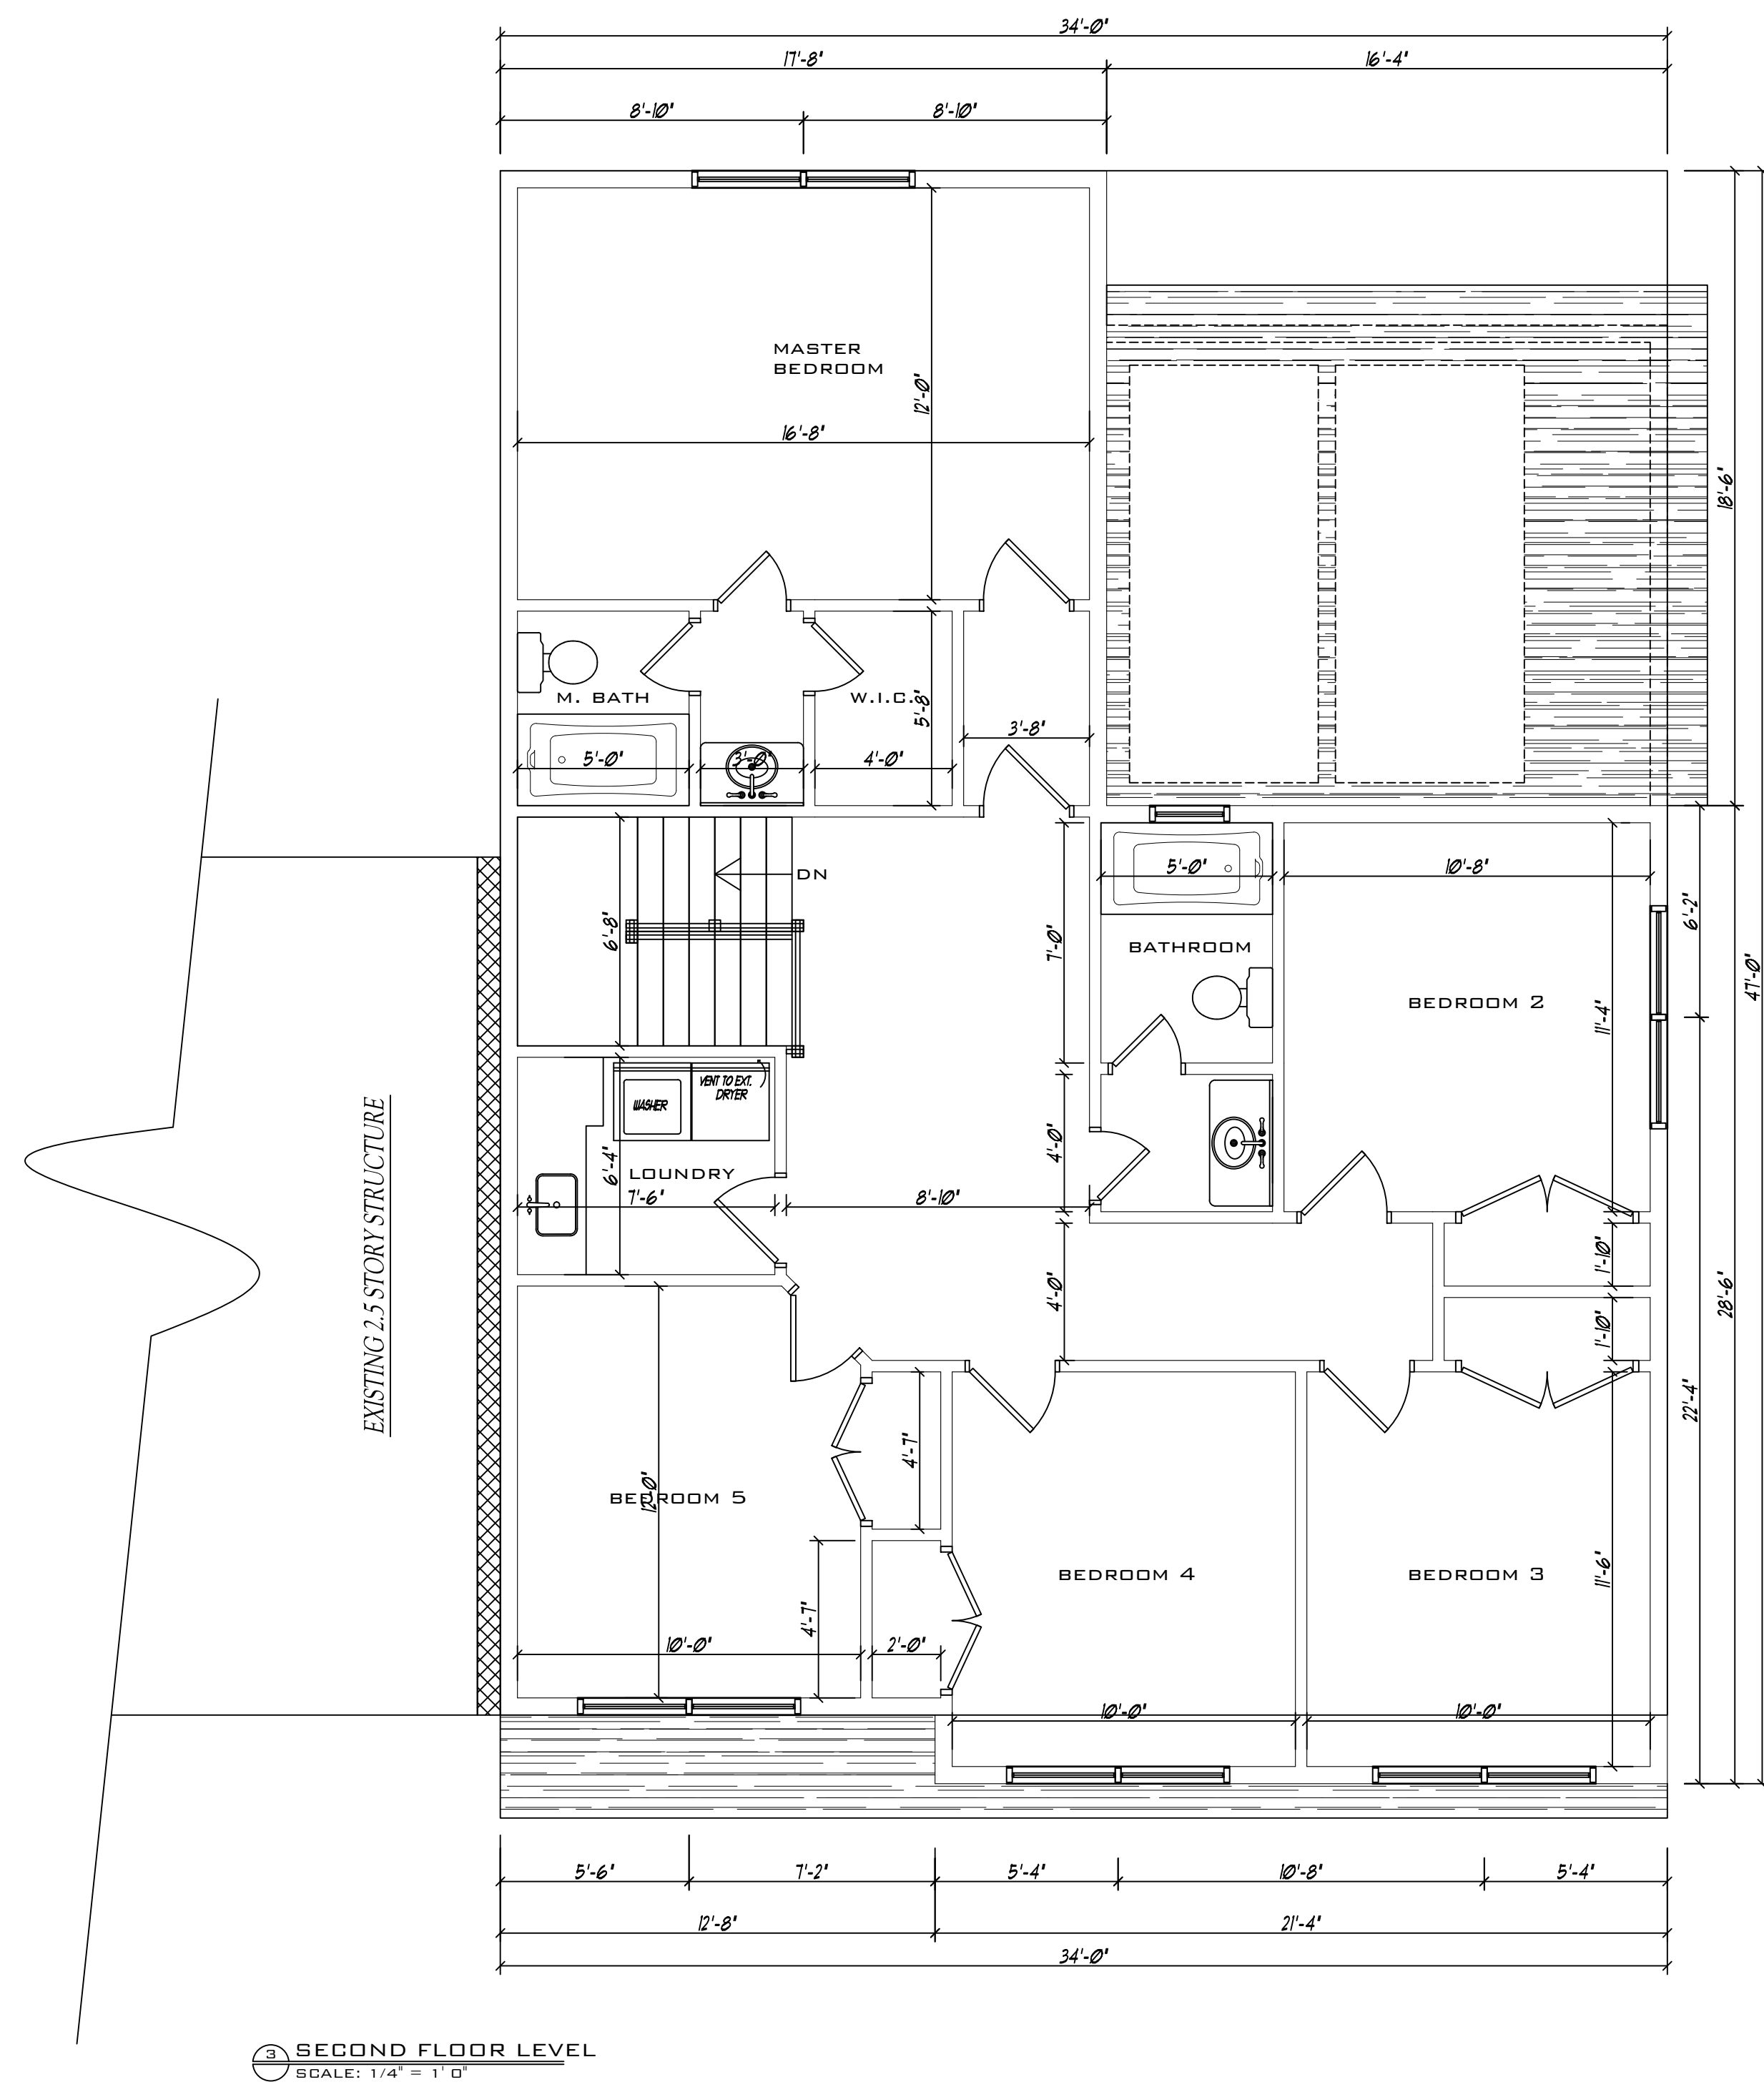 34'-0"
17'-8"
16'-4"
8'-10"
8'-10"
MASTER
BEDROOM
12'-0"
16'-8"
18'-6"
M. BATH
W.I.C.
5'-8"
3'-8"
5'-0"
3'-0"
4'-0"
DN
6'-8"
7'-0"
5'-0"
10'-8"
6'-2"
BATHROOM
47'-0"
BEDROOM 2
11'-4"
VENT TO EXT.
DRYER
WASHER
EXISTING 2.5 STORY STRUCTURE
6'-4"
LOUNDRY
7'-6"
8'-10"
4'-0"
4'-0"
1'-10"
28'-6"
1'-10"
22'-4"
4'-7"
BEDROOM 5
12'-0"
BEDROOM 4
BEDROOM 3
11'-6"
4'-7"
10'-0"
2'-0"
10'-0"
10'-0"
5'-6"
7'-2"
5'-4"
10'-8"
5'-4"
12'-8"
21'-4"
34'-0"
3
SECOND FLOOR LEVEL
SCALE: 1/4" = 1' 0"